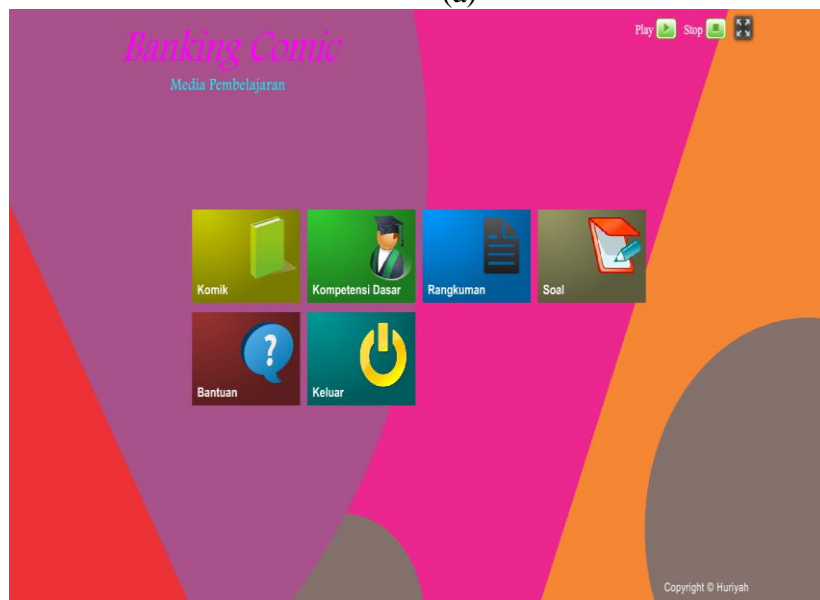 (a)
Banking Comic
Play Stop
Media Pembelajaran
Komik Kompetensi Dasar Rangkuman Soal
?
Bantuan Keluar
Copyright © Huriyah